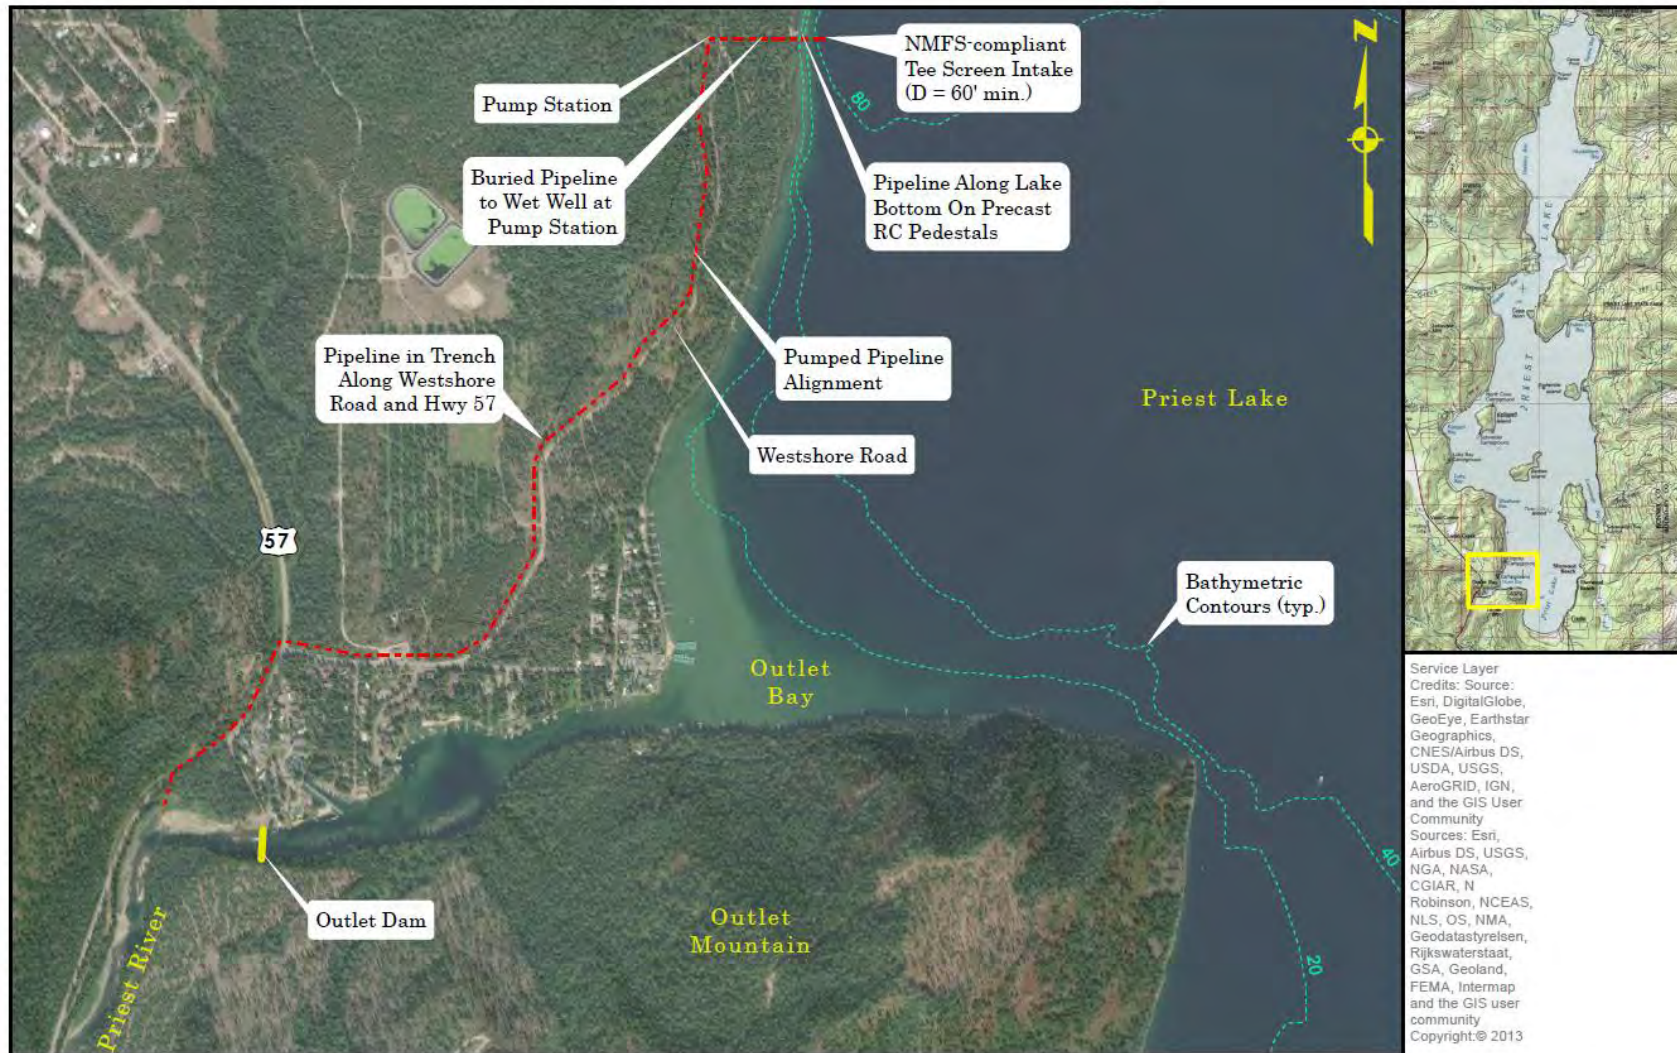 Pump Station
NMFS-compliant
Tee Screen Intake
(D = 60' min.)
Z
80
Buried Pipeline
to Wet Well at
Pump Station
Pipeline Along Lake
Bottom On Precast
RC Pedestals
Pipeline in Trench
Along Westshore
Road and Hwy 57
Pumped Pipeline
Alignment
Priest Lake
Westshore Road
57
Bathymetric
Contours (typ.)
Outlet
Bay
40
20
Outlet Dam
Outlet
Mountain
Priest River
LAKE
PRIEST
Service Layer
Credits: Source:
Esri, DigitalGlobe,
GeoEye, Earthstar
Geographics,
CNES/Airbus DS,
USDA, USGS,
AeroGRID, IGN,
and the GIS User
Community
Sources: Esri,
Airbus DS, USGS,
NGA, NASA,
CGIAR, N
Robinson, NCEAS,
NLS, OS, NMA,
Geodatastyrelsen,
Rijkswaterstaat,
GSA, Geoland,
FEMA, Intermap
and the GIS user
community
Copyright:© 2013